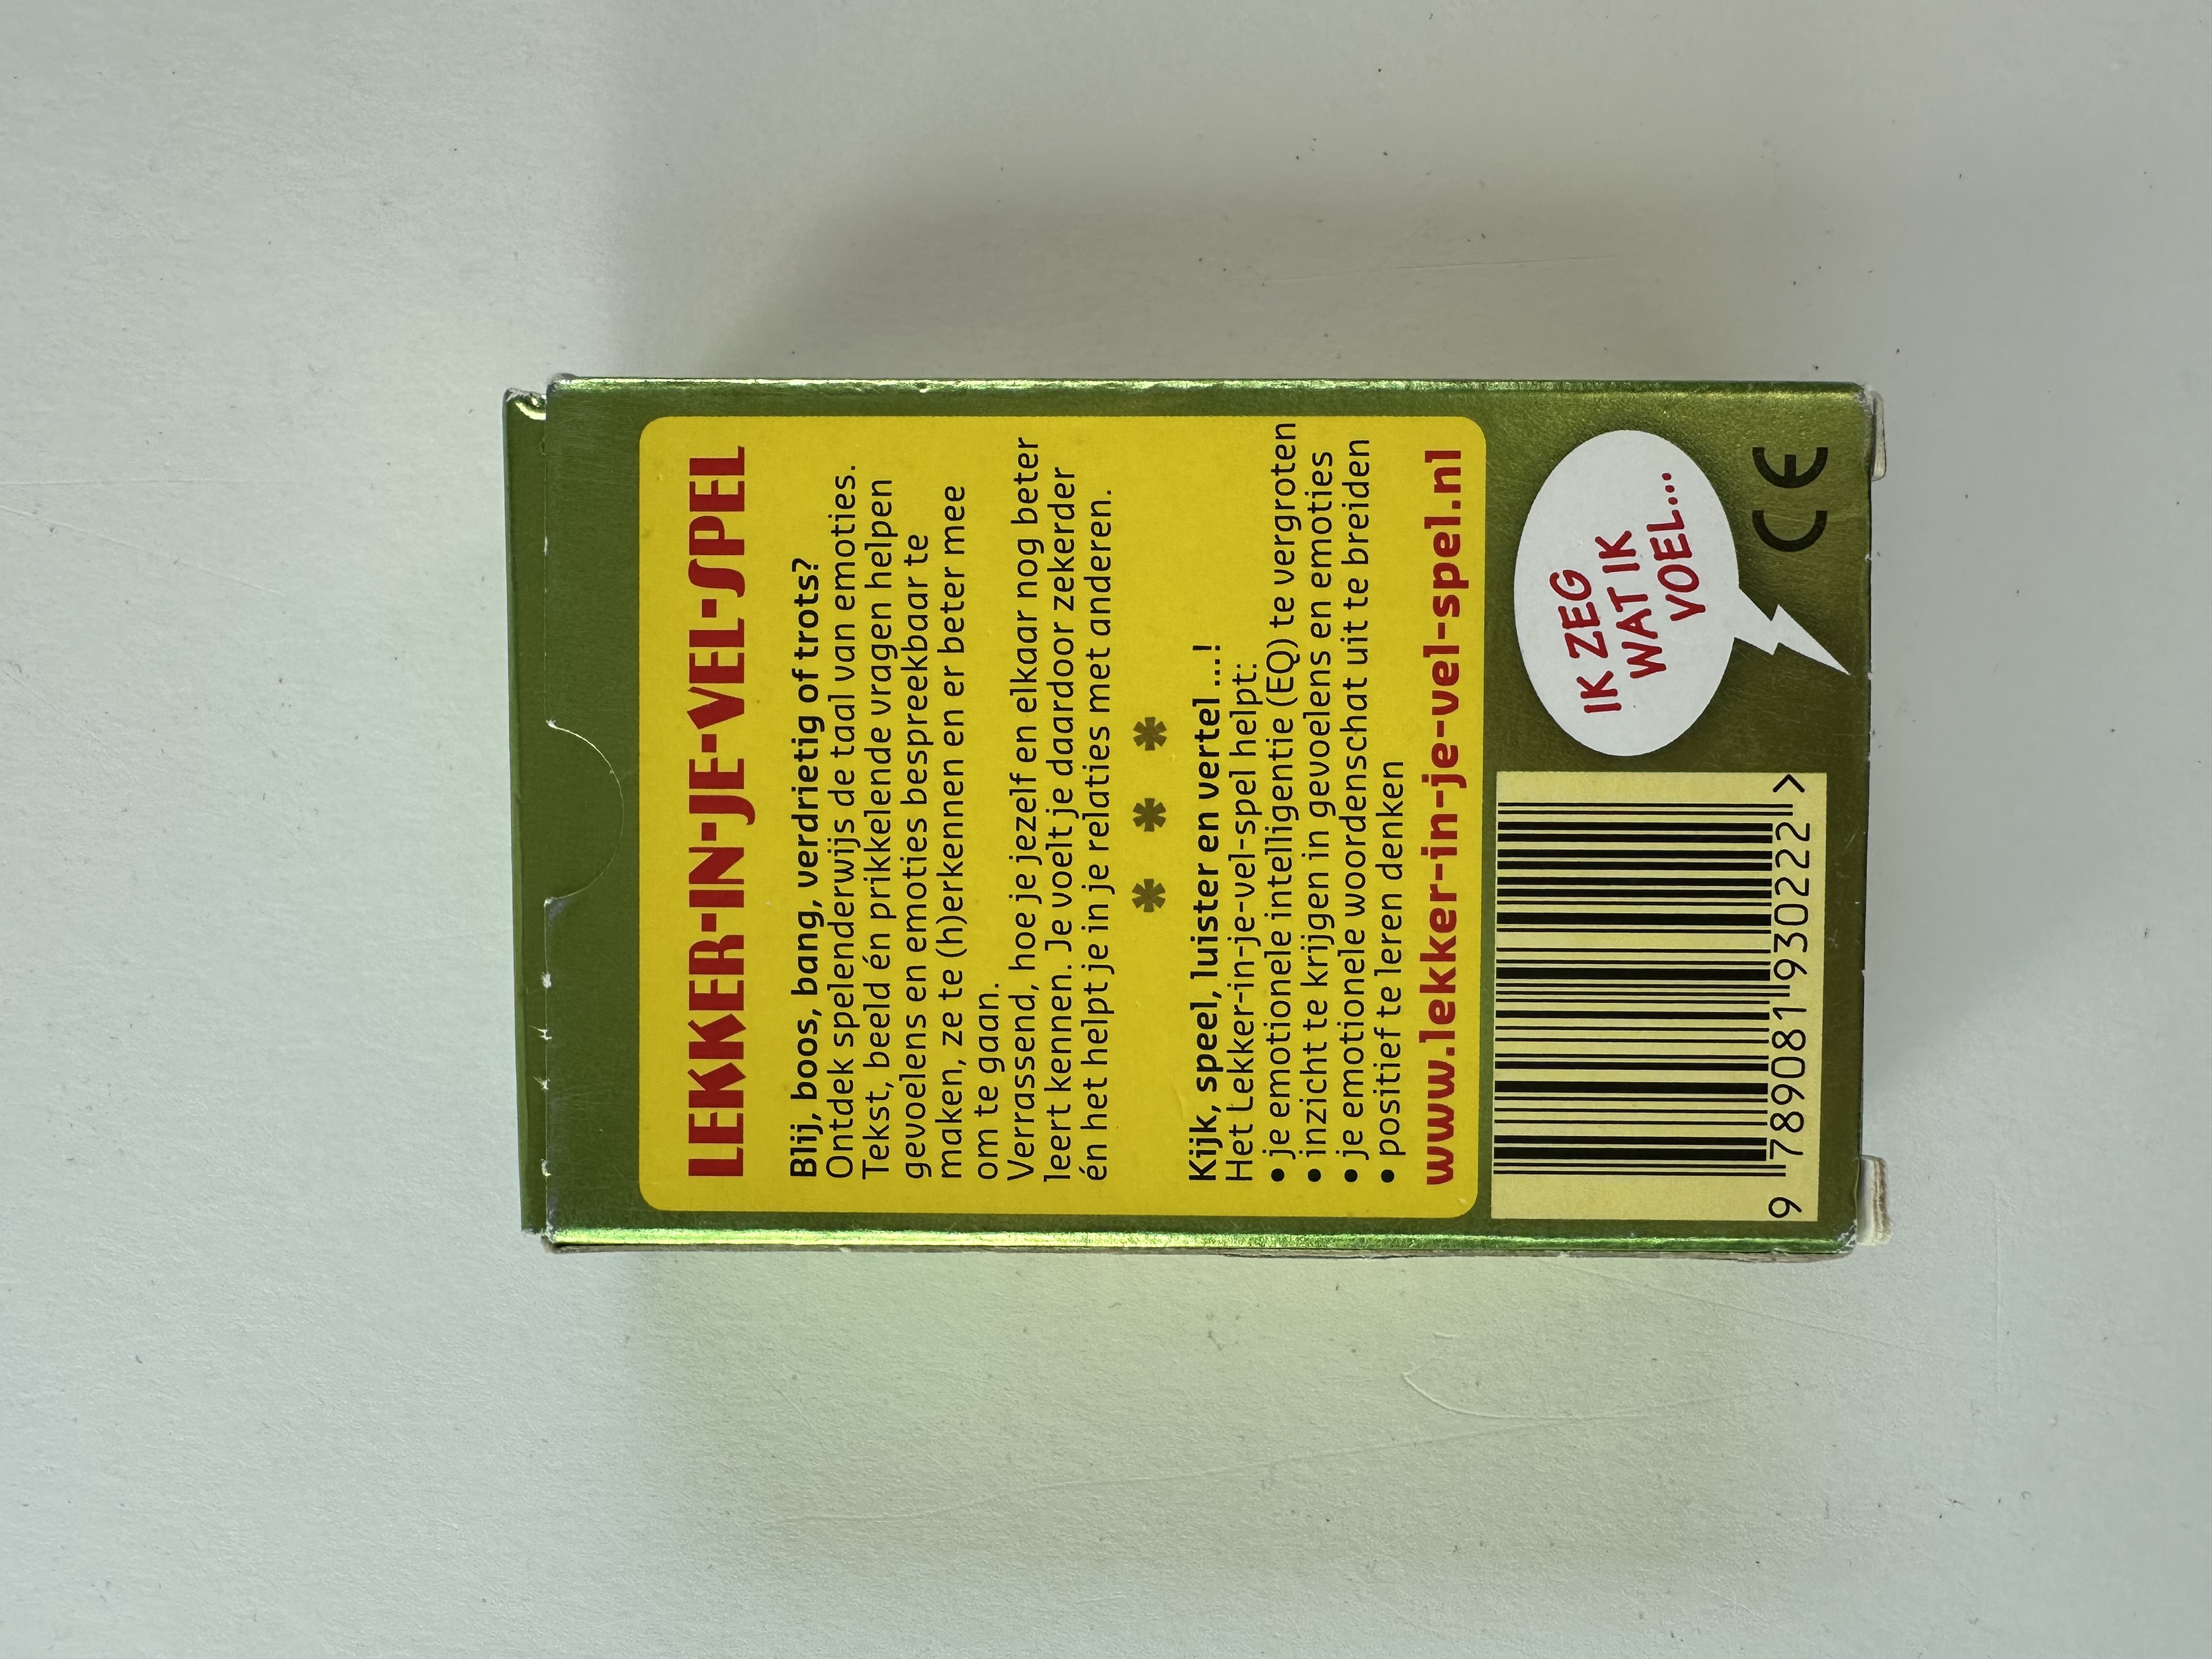 LEKKER-IN-JE-VEL-SPEL
Blij, boos, bang, verdrietig of trots?
Ontdek spelenderwijs de taal van emoties.
Tekst, beeld én prikkelende vragen helpen
gevoelens en emoties bespreekbaar te
maken, ze te (h)erkennen en er beter mee
om te gaan.
Verrassend, hoe je jezelf en elkaar nog beter
leert kennen. Je voelt je daardoor zekerder
én het helpt je in je relaties met anderen.
* * *
Kijk, speel, luister en vertel ...!
Het Lekker-in-je-vel-spel helpt:
• je emotionele intelligentie (EQ) te vergroten
• inzicht te krijgen in gevoelens en emoties
• je emotionele woordenschat uit te breiden
• positief te leren denken
www.lekker-in-je-vel-spel.nl
9 789081 930222 >
IK ZEG
WAT IK
VOEL...
CE